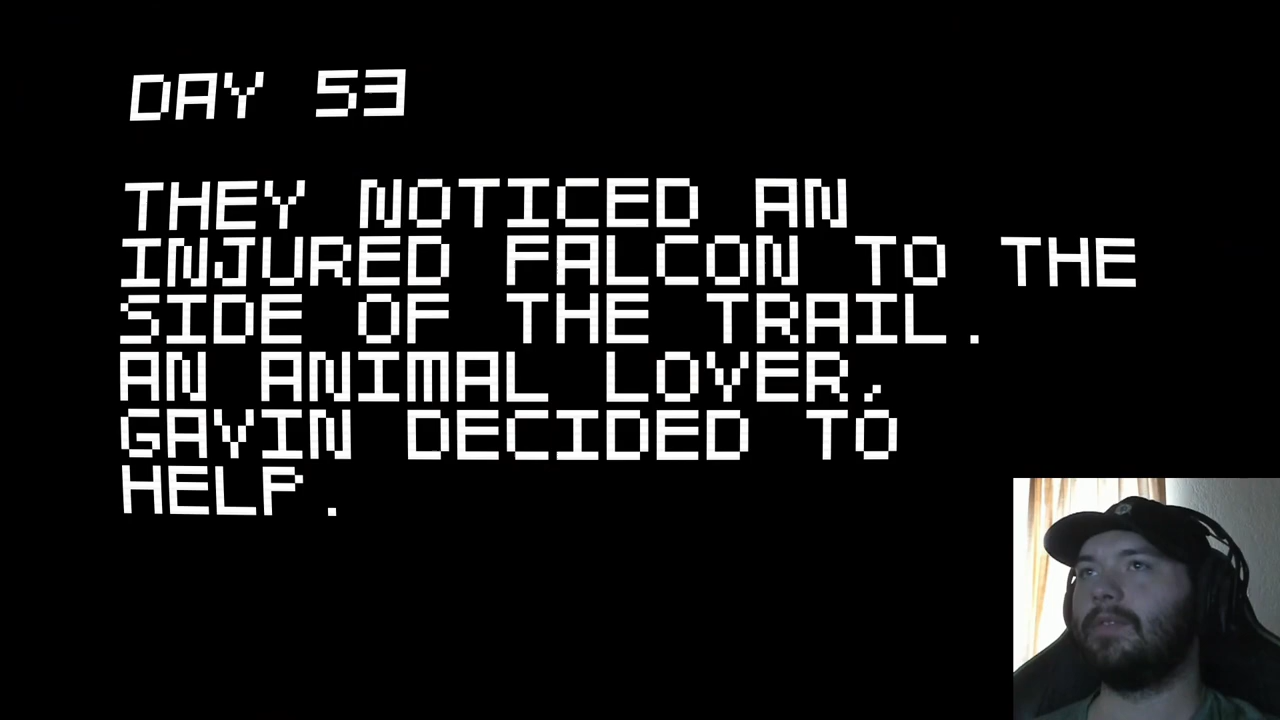 DAY 53
THEY NOTICED AN
INJURED FALCON TO THE
SIDE OF THE TRAIL.
AN ANIMAL LOVER,
GAVIN DECIDED TO
HELP.